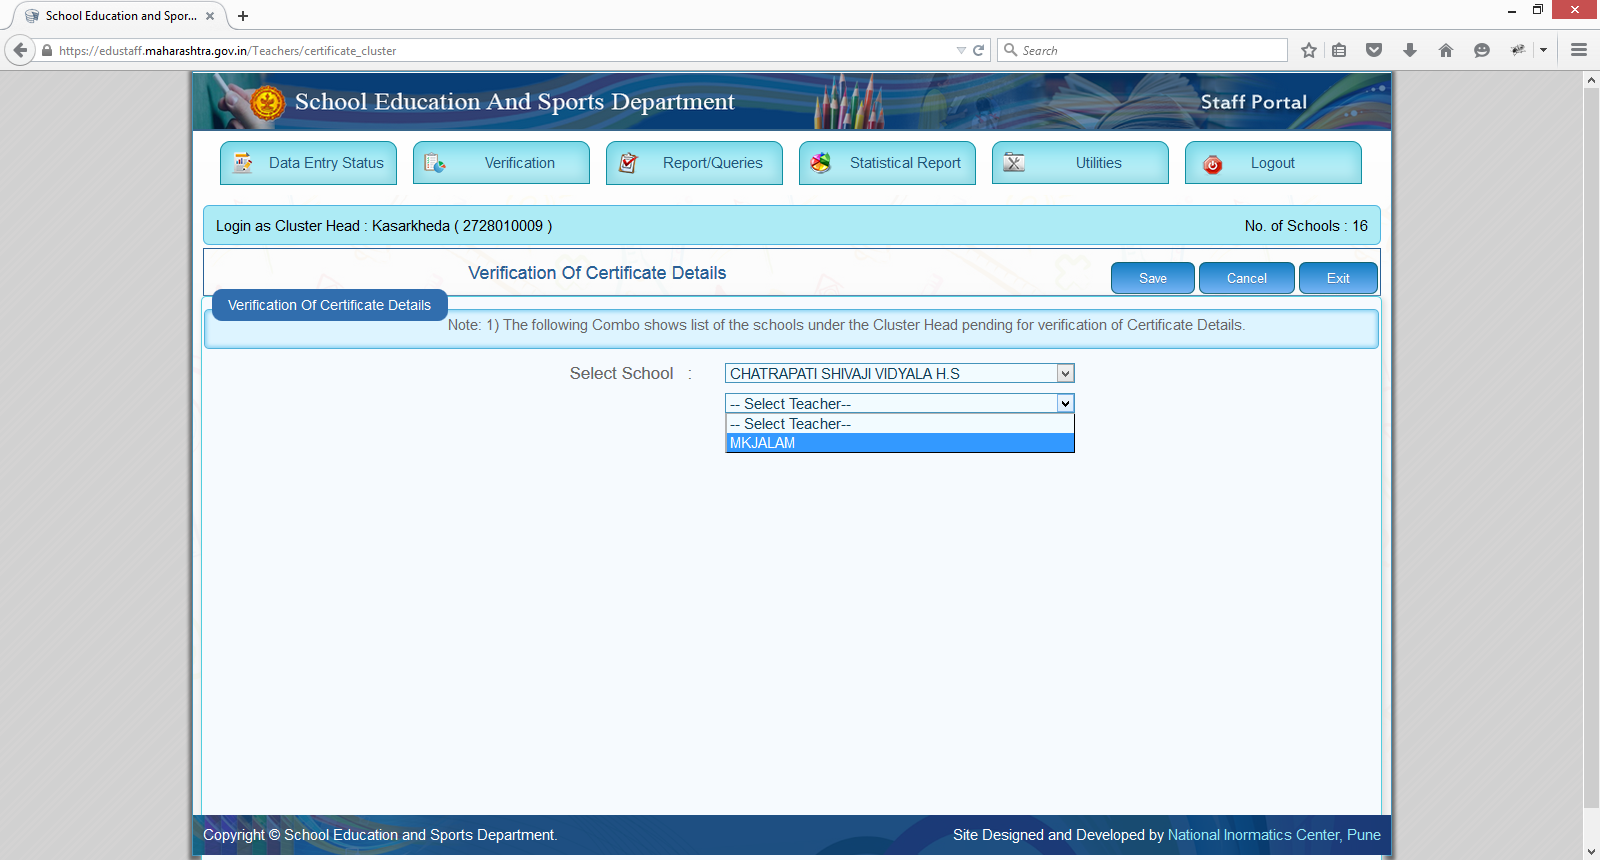 School Education and Spor...
https://edustaff.maharashtra.gov.in/Teachers/certificate_cluster
Search
School Education And Sports Department
Staff Portal
Data Entry Status
Verification
Report/Queries
Statistical Report
Utilities
Logout
Login as Cluster Head : Kasarkheda ( 2728010009 )
No. of Schools : 16
Verification Of Certificate Details
Save
Cancel
Exit
Verification Of Certificate Details
Note: 1) The following Combo shows list of the schools under the Cluster Head pending for verification of Certificate Details.
Select School :
CHATRAPATI SHIVAJI VIDYALA H.S
-- Select Teacher--
-- Select Teacher--
MKJALAM
Copyright © School Education and Sports Department.
Site Designed and Developed by National Inormatics Center, Pune